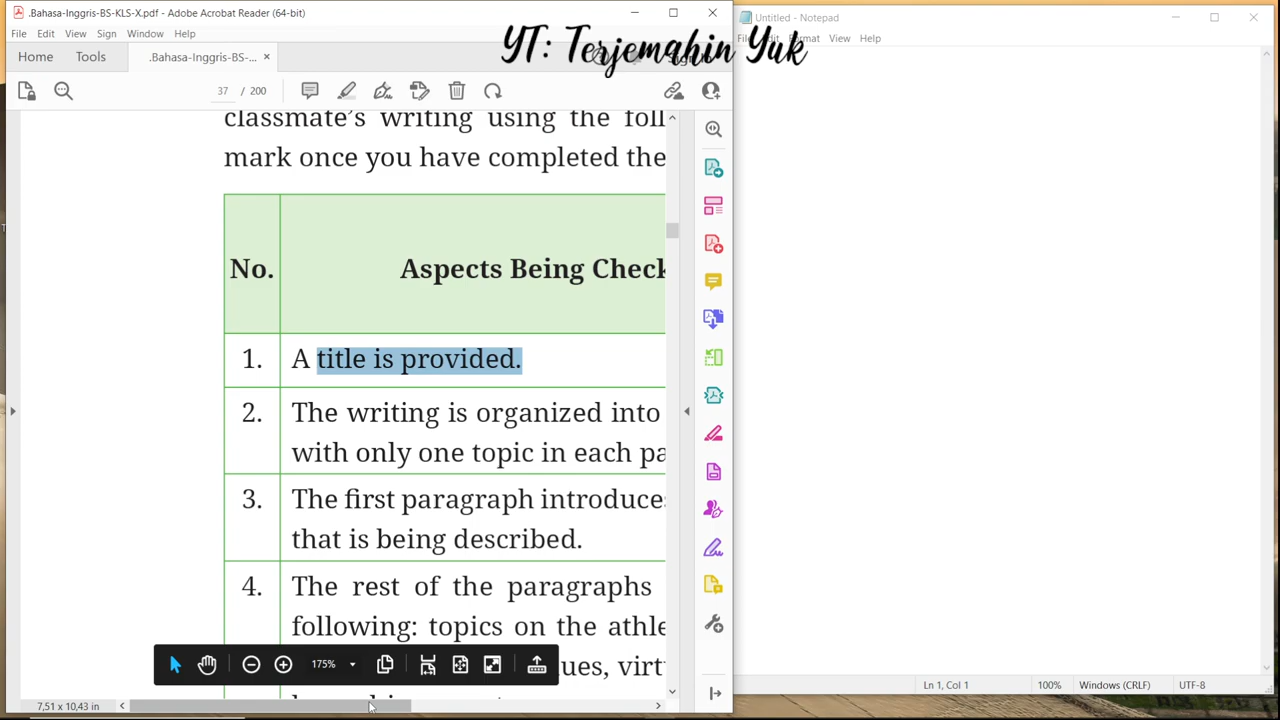 .Bahasa-Inggris-BS-KLS-X.pdf - Adobe Acrobat Reader (64-bit)
File Edit View Sign Window Help
Home Tools .Bahasa-Inggris-BS-... ×
37 / 200
classmate's writing using the foll
mark once you have completed the
No. Aspects Being Check
1. A title is provided.
2. The writing is organized into
with only one topic in each pa
3. The first paragraph introduce
that is being described.
4. The rest of the paragraphs
following: topics on the athle
ues, virtu
175%
7,51 x 10,43 in
YT: Terjemahin Yuk
Untitled - Notepad
Format View Help
Ln 1, Col 1 100% Windows (CRLF) UTF-8